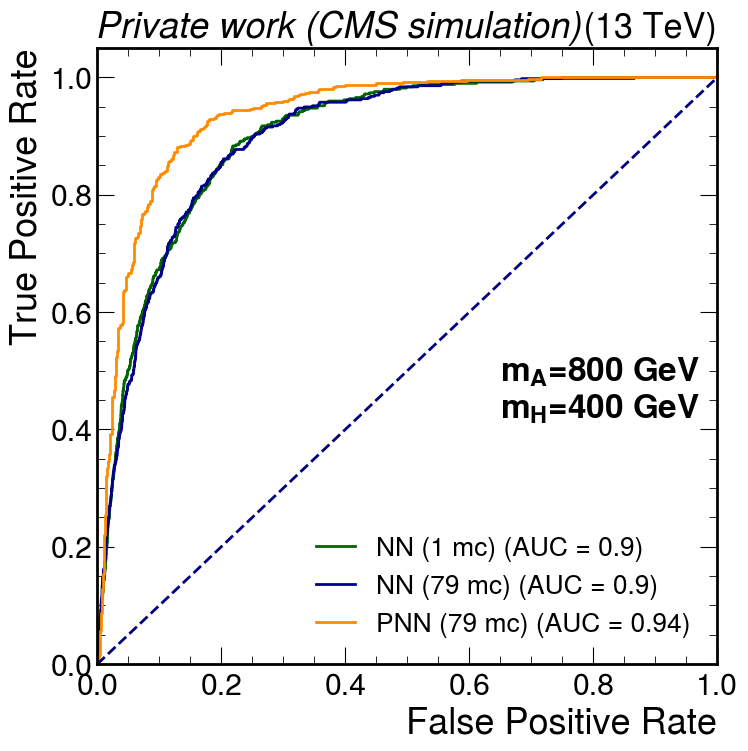 Private work (CMS simulation)(13 TeV)
True Positive Rate
1.0
0.8
0.6
0.4
0.2
0.0
mA=800 GeV
mH=400 GeV
NN (1 mc) (AUC = 0.9)
NN (79 mc) (AUC = 0.9)
PNN (79 mc) (AUC = 0.94)
0.0 0.2 0.4 0.6 0.8 1.0
False Positive Rate